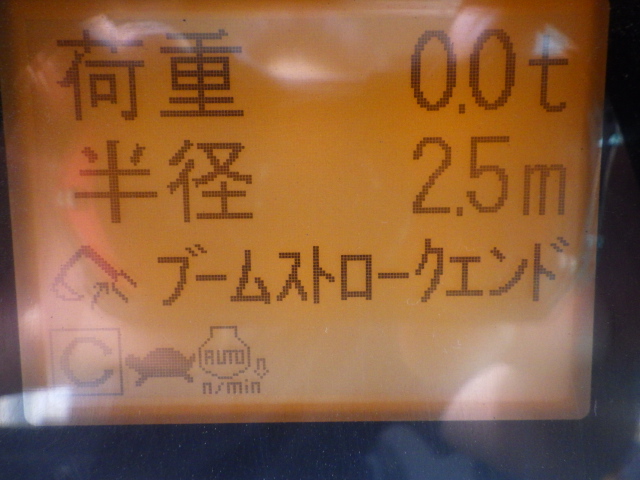 荷重 0.0t
半径 2.5m
ブームストロークエンド
C AUTO
n/min